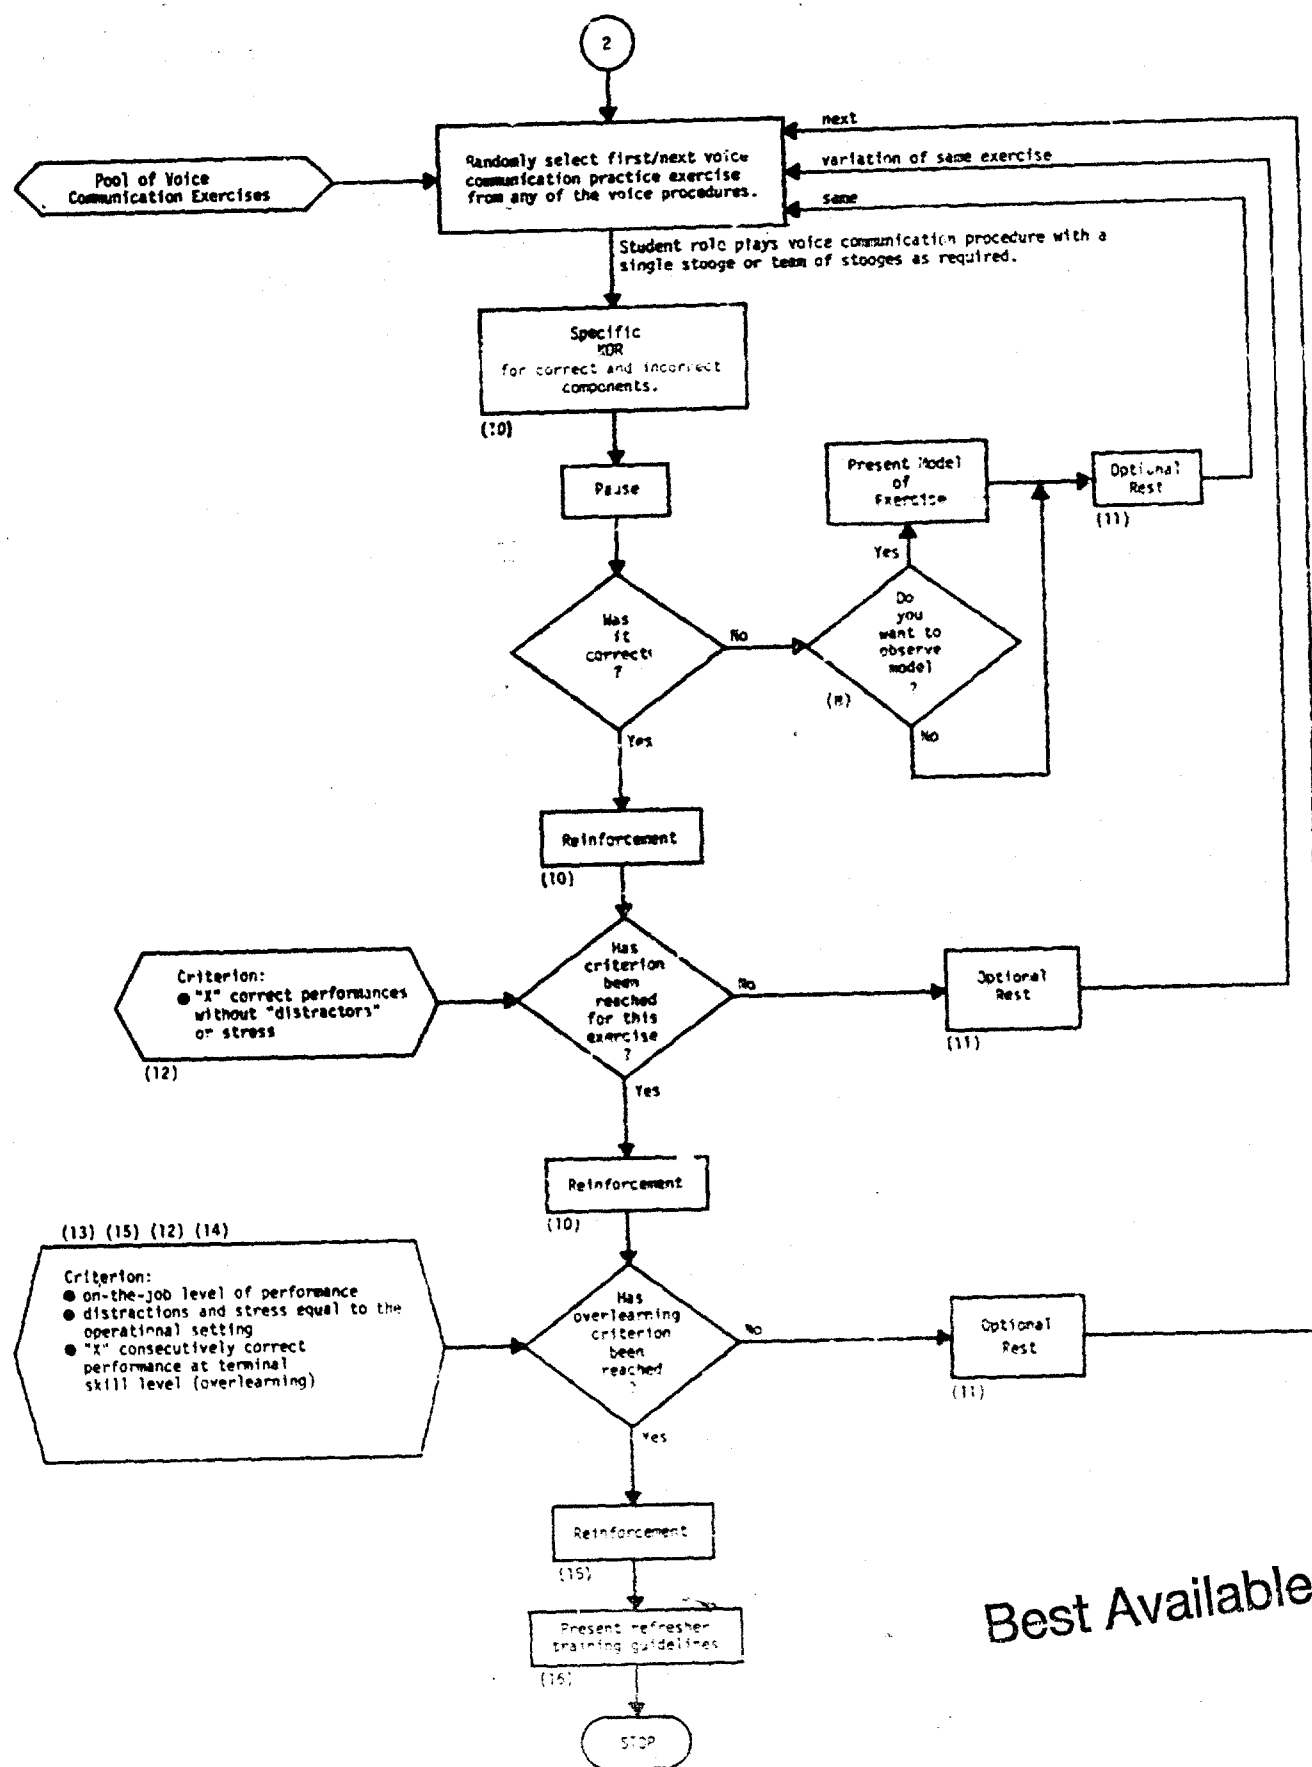 2
next
Pool of Voice
Communication Exercises
Randomly select first/next voice
communication practice exercise
from any of the voice procedures.
variation of same exercise
same
Student role plays voice communication procedure with a
single stooge or team of stooges as required.
Specific
KOR
for correct and incorrect
components.
(10)
Pause
Present Model
of
Exercise
Optional
Rest
(11)
Yes
Was
it
correct
?
No
Do
you
want to
observe
model
?
No
Yes
Reinforcement
(10)
Criterion:
● "X" correct performances
without "distractors"
or stress
(12)
Has
criterion
been
reached
for this
exercise
?
No
Optional
Rest
(11)
Yes
Reinforcement
(10)
(13) (15) (12) (14)
Criterion:
● on-the-job level of performance
● distractions and stress equal to the
operational setting
● "X" consecutively correct
performance at terminal
skill level (overlearning)
Has
overlearning
criterion
been
reached
?
No
Optional
Rest
(11)
Yes
Reinforcement
(15)
Present refresher
training guidelines
(16)
STOP
Best Available